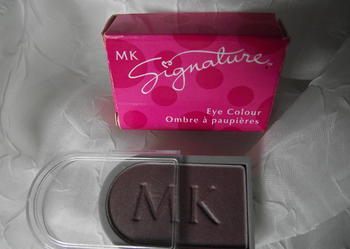 MK
Signature
Eye Colour
Ombre à paupières
MK